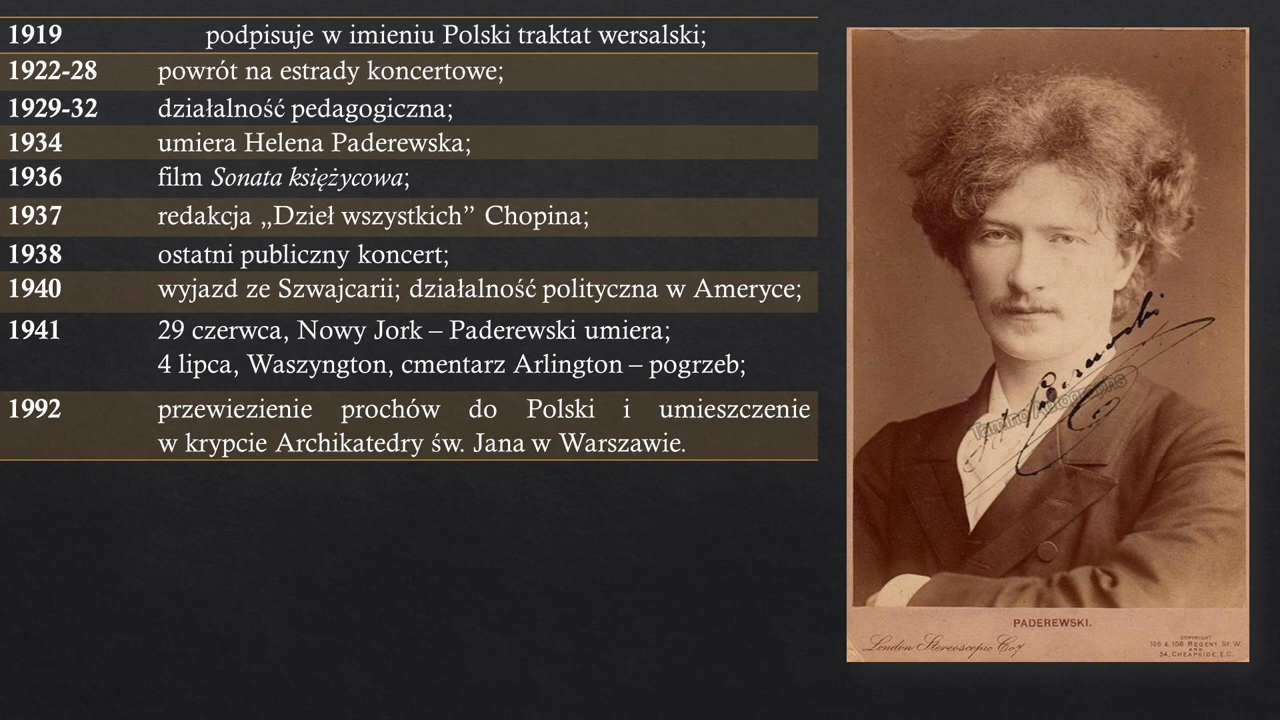 1919 podpisuje w imieniu Polski traktat wersalski;
1922-28 powrót na estrady koncertowe;
1929-32 działalność pedagogiczna;
1934 umiera Helena Paderewska;
1936 film Sonata księżycowa;
1937 redakcja „Dzieł wszystkich” Chopina;
1938 ostatni publiczny koncert;
1940 wyjazd ze Szwajcarii; działalność polityczna w Ameryce;
1941 29 czerwca, Nowy Jork – Paderewski umiera;
4 lipca, Waszyngton, cmentarz Arlington – pogrzeb;
1992 przewiezienie prochów do Polski i umieszczenie
w krypcie Archikatedry św. Jana w Warszawie.
Tamino Autographs
PADEREWSKI.
London Stereoscopic Coy.
COPYRIGHT
106 & 108 REGENT ST. W.
AND
54, CHEAPSIDE, E.C.